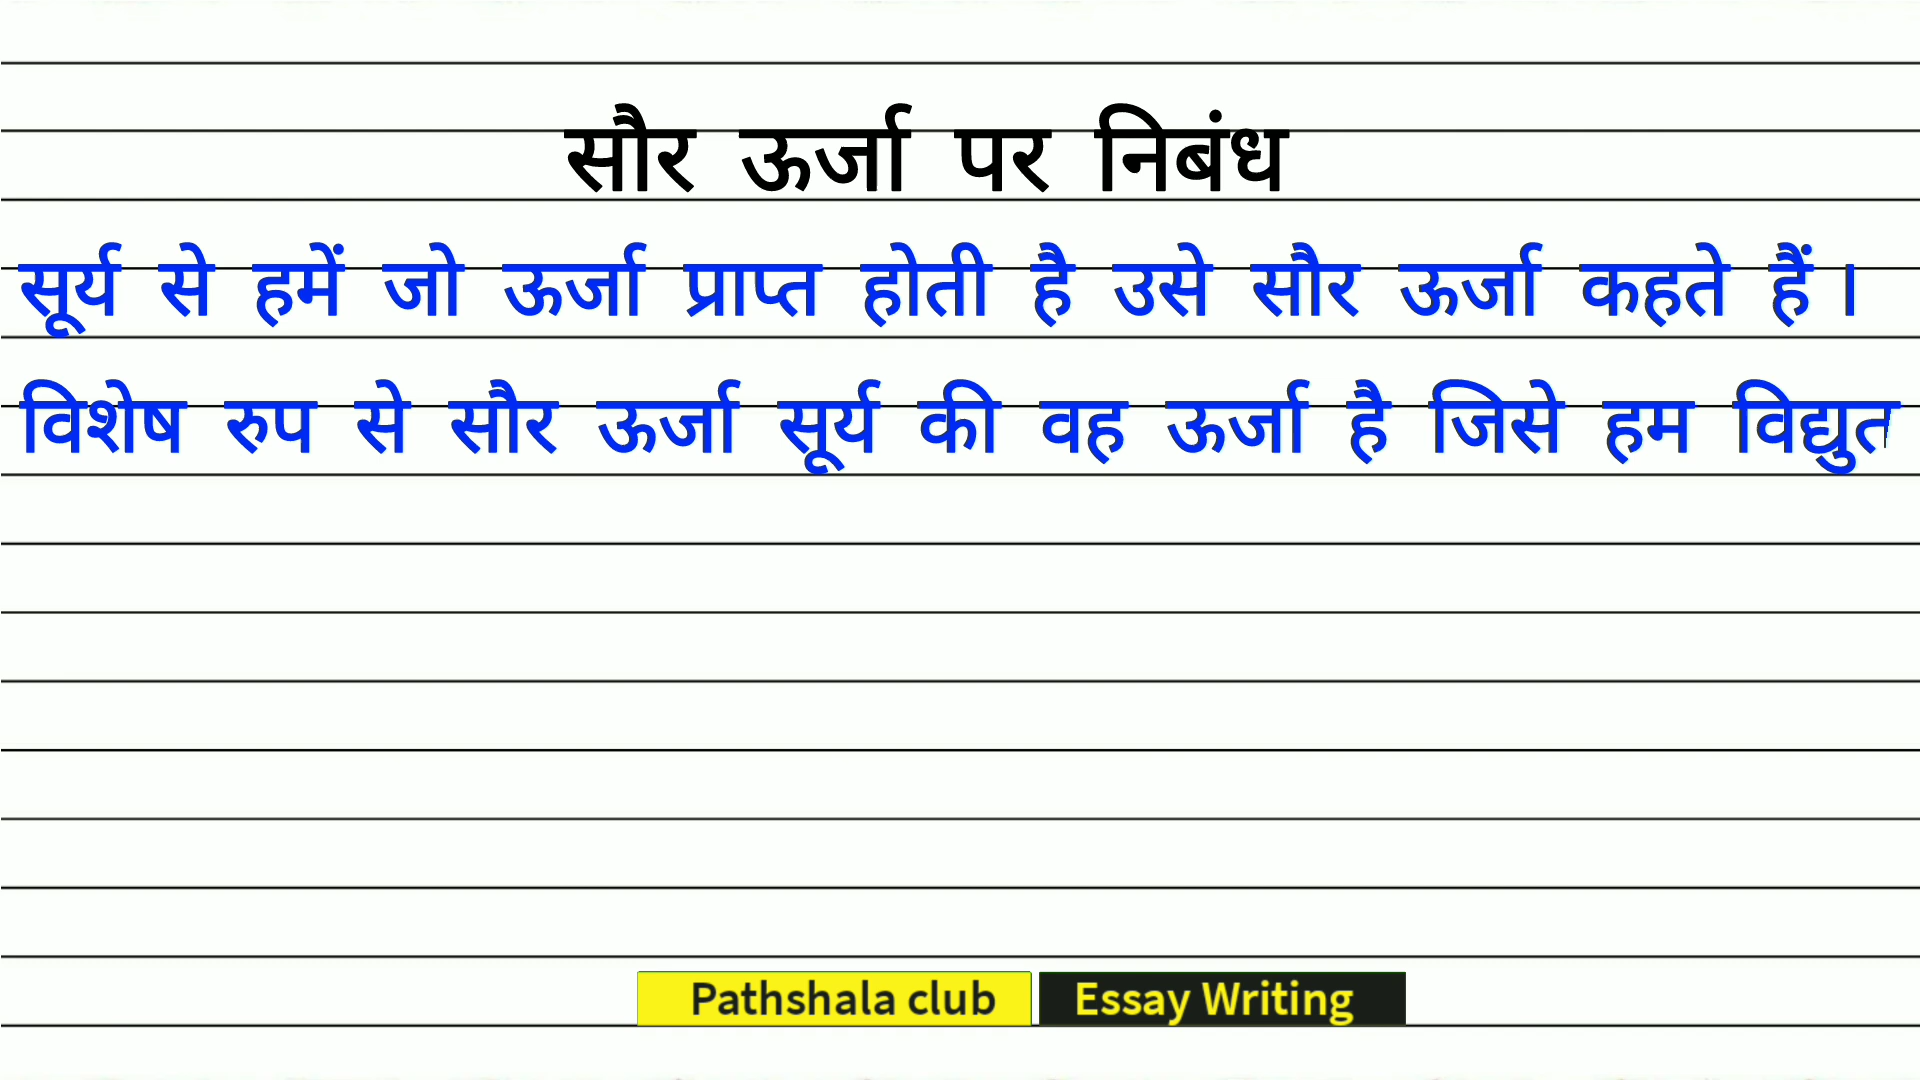 सौर ऊर्जा पर निबंध
सूर्य से हमें जो ऊर्जा प्राप्त होती है उसे सौर ऊर्जा कहते हैं ।
विशेष रुप से सौर ऊर्जा सूर्य की वह ऊर्जा है जिसे हम विद्युत
Pathshala club Essay Writing